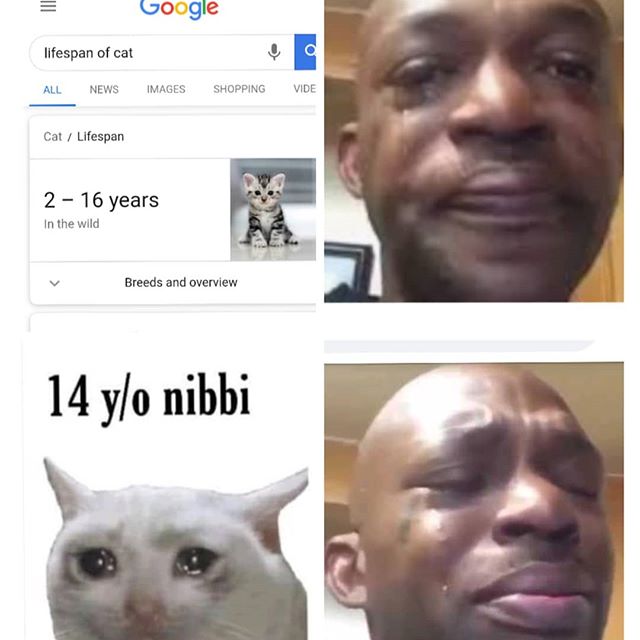 Google
lifespan of cat
ALL NEWS IMAGES SHOPPING VIDE
Cat / Lifespan
2 – 16 years
In the wild
Breeds and overview
14 y/o nibbi